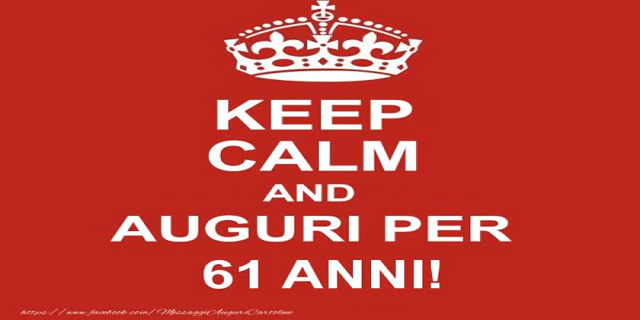 KEEP
CALM
AND
AUGURI PER
61 ANNI!
https://www.facebook.com/MessaggiAuguriCartoline